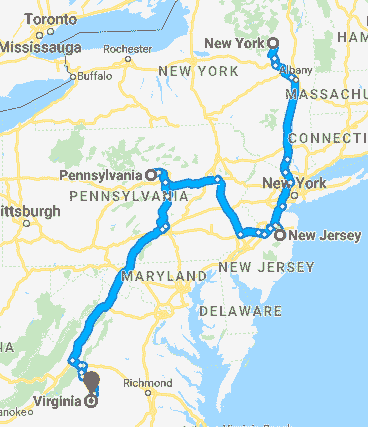 Toronto
Mississauga
Rochester
Buffalo
New York
HAM
NEW YORK
Albany
MASSACHU
CONNECTI
Pennsylvania
PENNSYLVANIA
New York
ittsburgh
New Jersey
MARYLAND
NEW JERSEY
DELAWARE
IA
Richmond
Virginia
anoke